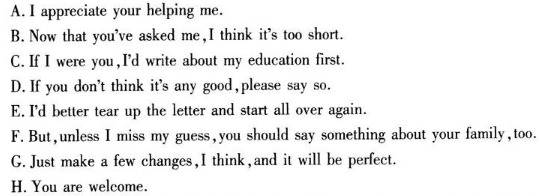 A. I appreciate your helping me.
B. Now that you've asked me, I think it's too short.
C. If I were you, I'd write about my education first.
D. If you don't think it's any good, please say so.
E. I'd better tear up the letter and start all over again.
F. But, unless I miss my guess, you should say something about your family, too.
G. Just make a few changes, I think, and it will be perfect.
H. You are welcome.